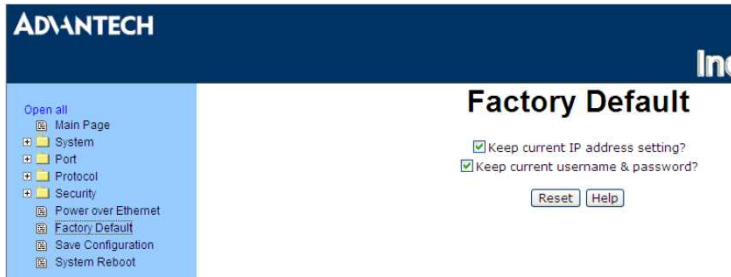 ADVANTECH
Open all
Main Page
System
Port
Protocol
Security
Power over Ethernet
Factory Default
Save Configuration
System Reboot
Factory Default
Keep current IP address setting?
Keep current username & password?
Reset Help